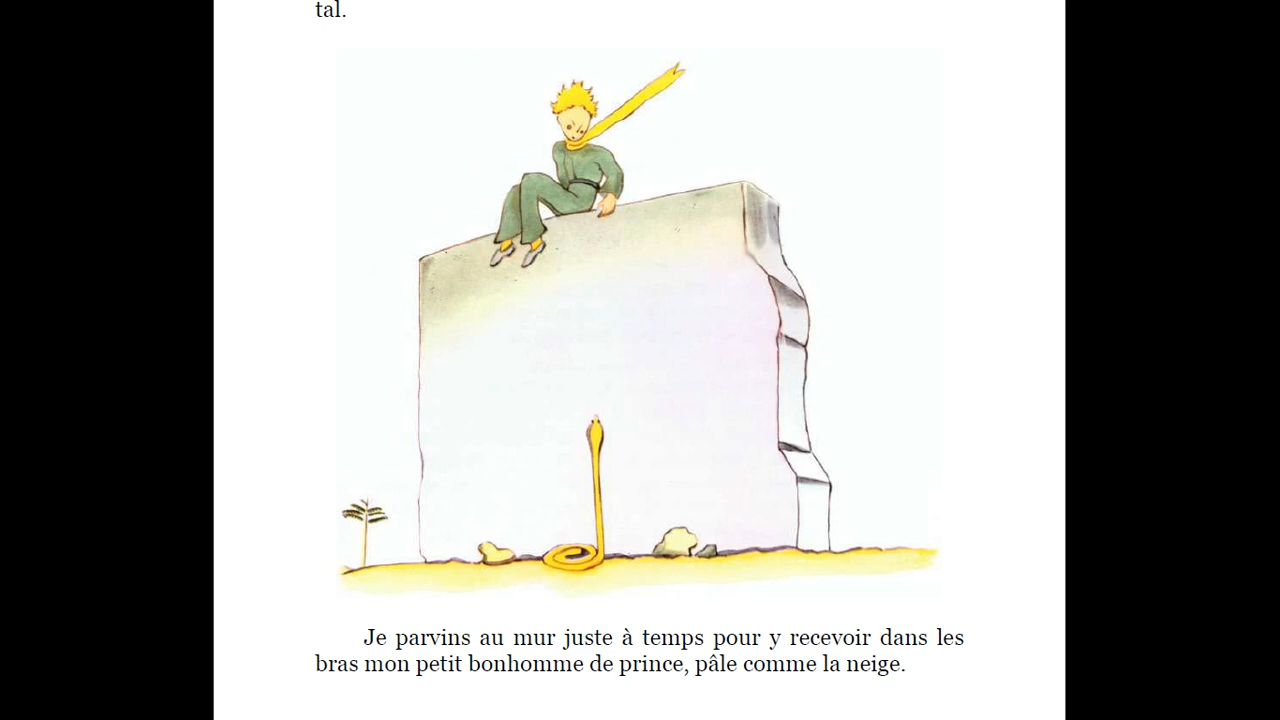 tal.
Je parvins au mur juste à temps pour y recevoir dans les
bras mon petit bonhomme de prince, pâle comme la neige.